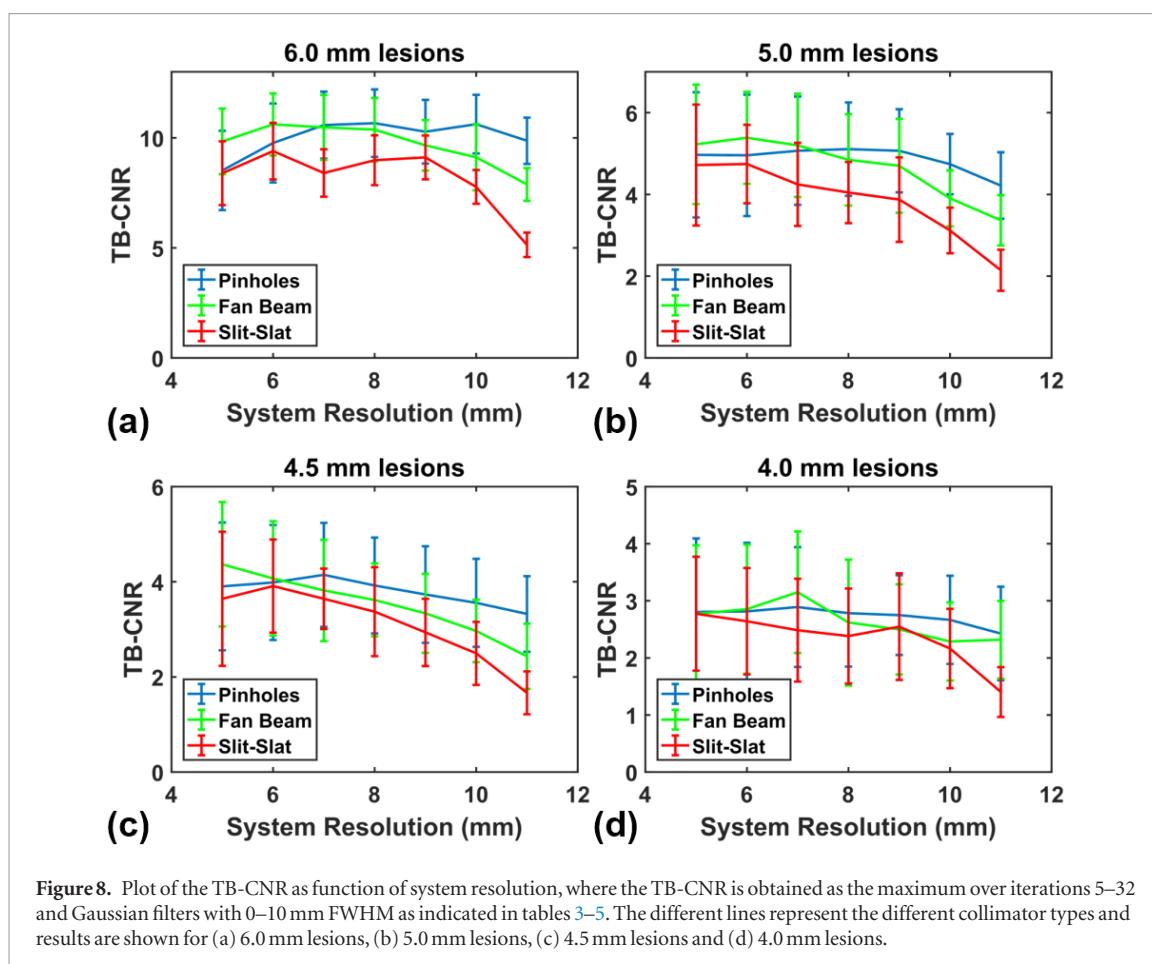 6.0 mm lesions
TB-CNR
10
5
0
Pinholes
Fan Beam
Slit-Slat
4 6 8 10 12
System Resolution (mm)
(a)
5.0 mm lesions
TB-CNR
6
4
2
0
Pinholes
Fan Beam
Slit-Slat
4 6 8 10 12
System Resolution (mm)
(b)
4.5 mm lesions
TB-CNR
6
4
2
0
Pinholes
Fan Beam
Slit-Slat
4 6 8 10 12
System Resolution (mm)
(c)
4.0 mm lesions
TB-CNR
5
4
3
2
1
0
Pinholes
Fan Beam
Slit-Slat
4 6 8 10 12
System Resolution (mm)
(d)
Figure 8. Plot of the TB-CNR as function of system resolution, where the TB-CNR is obtained as the maximum over iterations 5–32
and Gaussian filters with 0–10 mm FWHM as indicated in tables 3–5. The different lines represent the different collimator types and
results are shown for (a) 6.0 mm lesions, (b) 5.0 mm lesions, (c) 4.5 mm lesions and (d) 4.0 mm lesions.